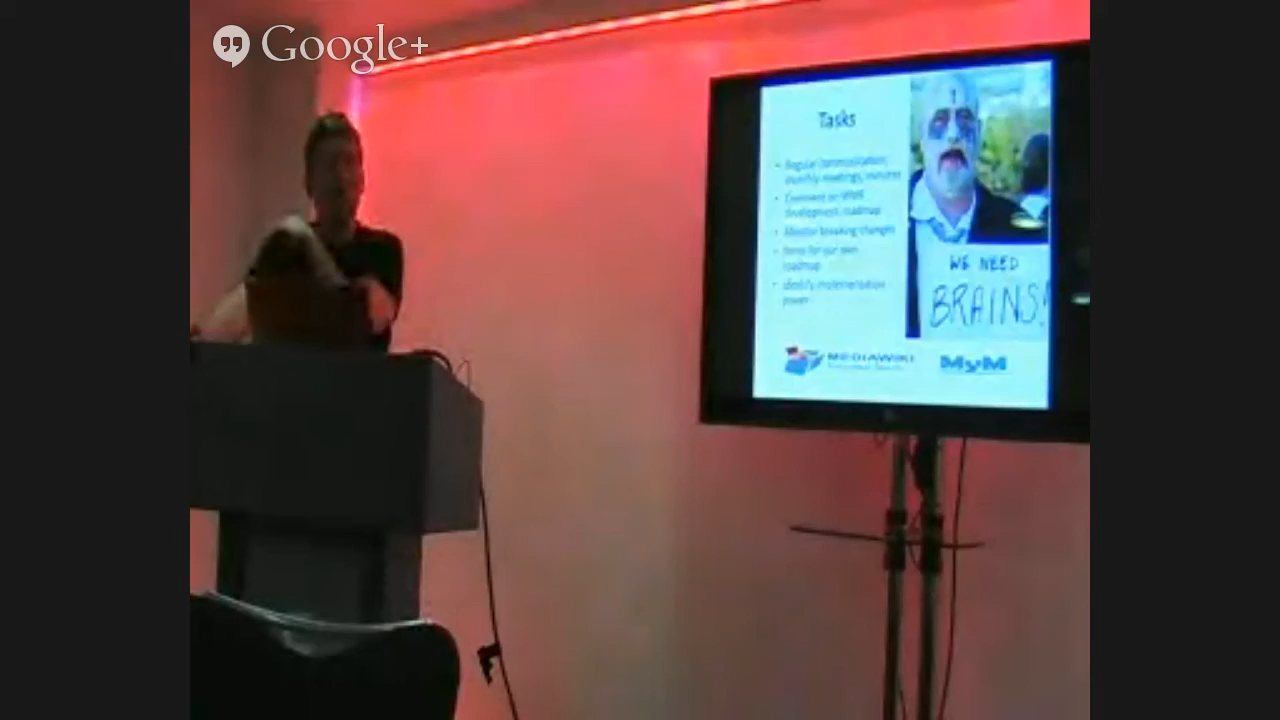 Google+
Tasks
• Regular communication,
monthly meetings, minutes
• Comment on WMF
development roadmap
• Monitor breaking changes
• Items for our own
roadmap
• Identify implementation
power
WE NEED
BRAINS!
MEDIAWIKI
MyM